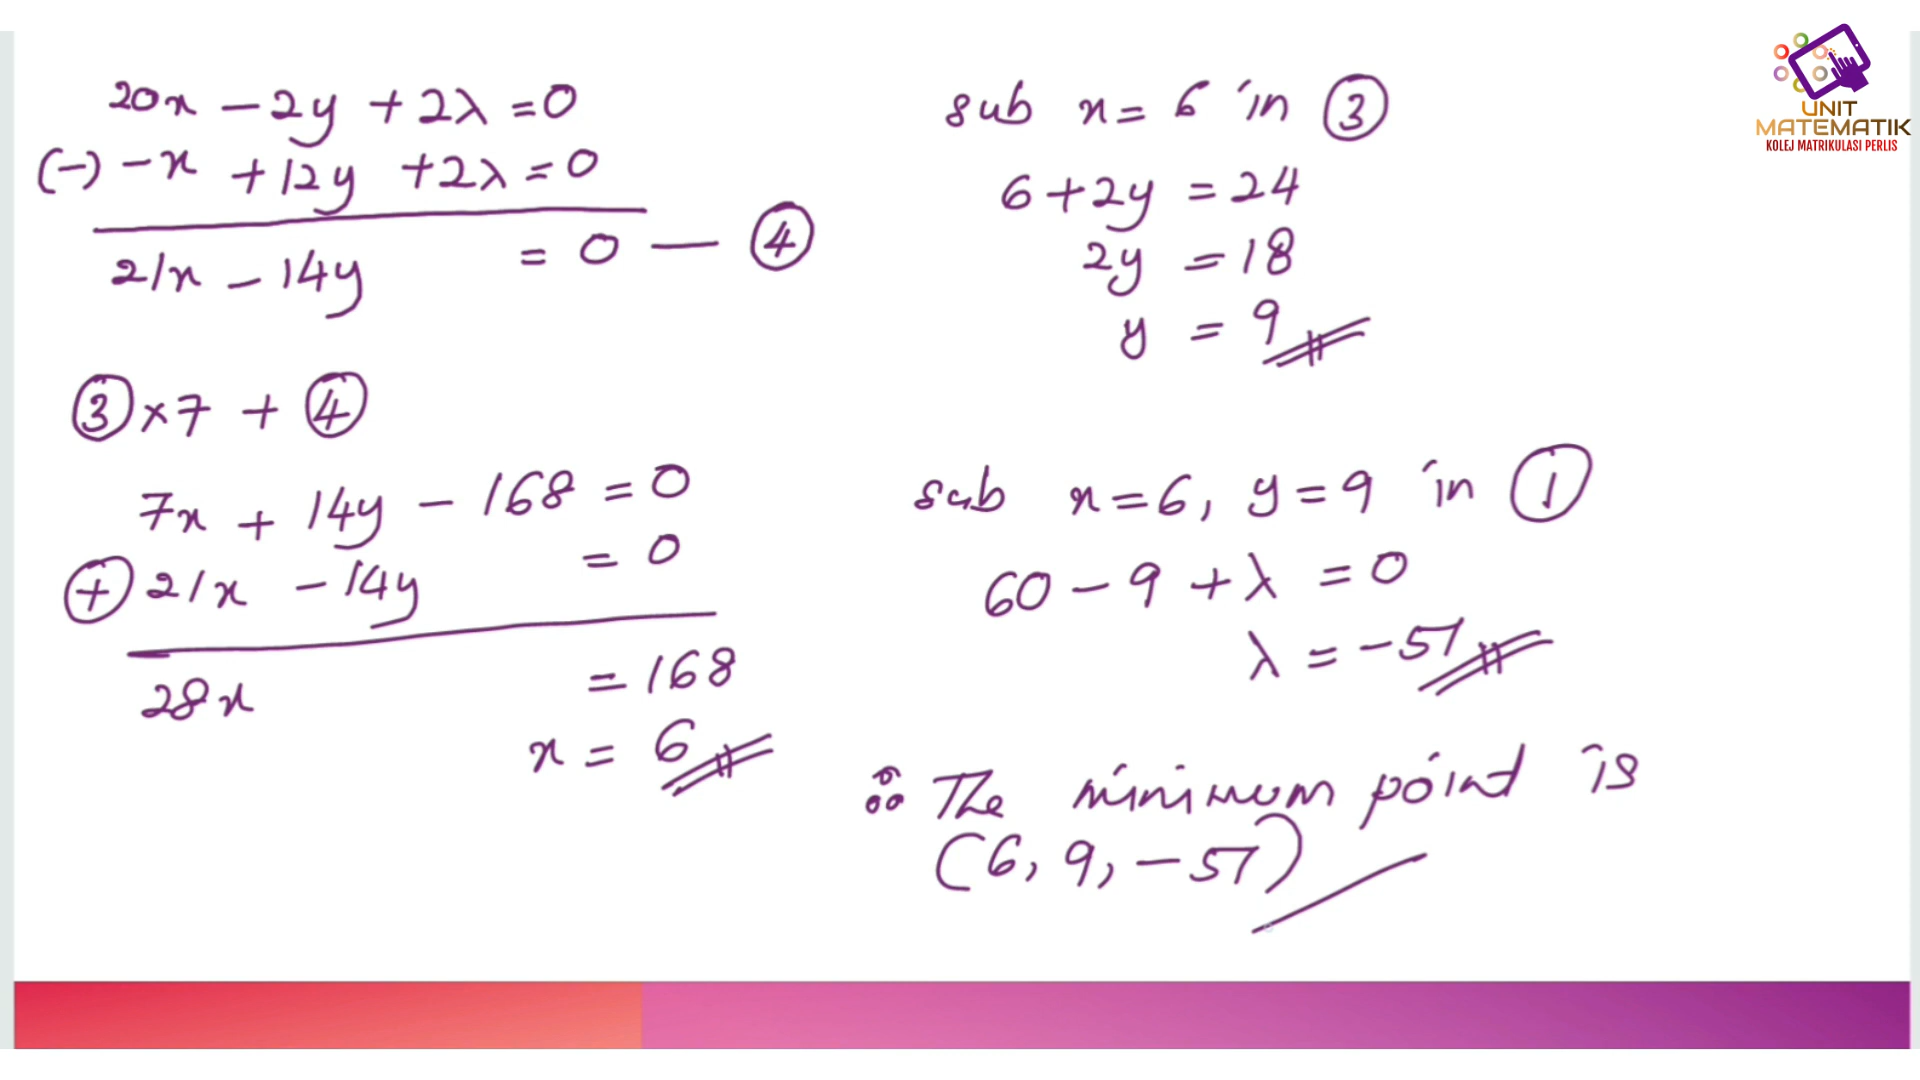 20x - 2y + 2λ = 0
(-) -x + 12y + 2λ = 0
21x - 14y = 0 — ④
③ × 7 + ④
7x + 14y - 168 = 0
⊕ 21x - 14y = 0
28x = 168
x = 6
sub x = 6 in ③
6 + 2y = 24
2y = 18
y = 9
sub x = 6, y = 9 in ①
60 - 9 + λ = 0
λ = -51
∴ The minimum point is
(6, 9, -51)
UNIT
MATEMATIK
KOLEJ MATRIKULASI PERLIS